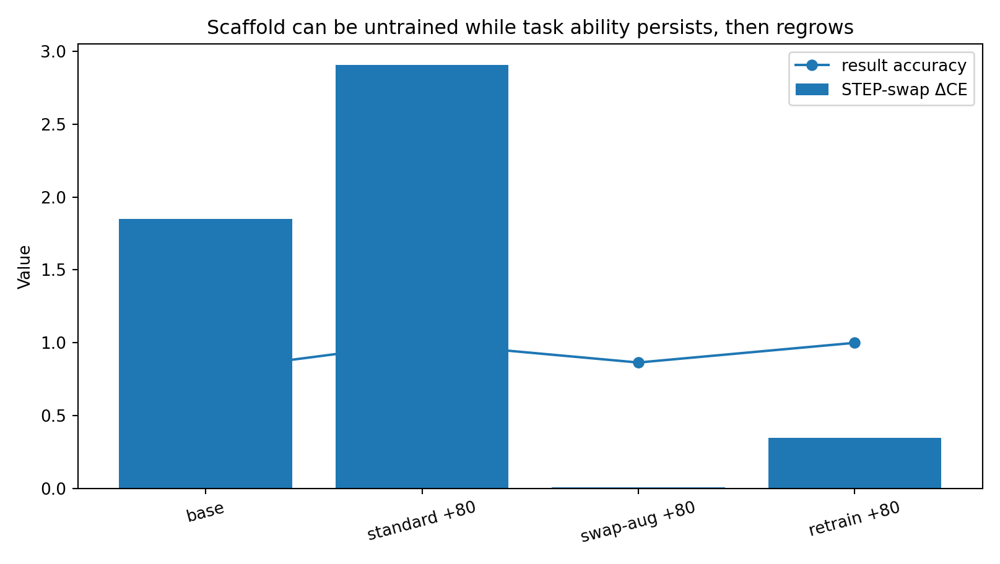 Scaffold can be untrained while task ability persists, then regrows
result accuracy
STEP-swap ΔCE
Value
3.0
2.5
2.0
1.5
1.0
0.5
0.0
base
standard +80
swap-aug +80
retrain +80